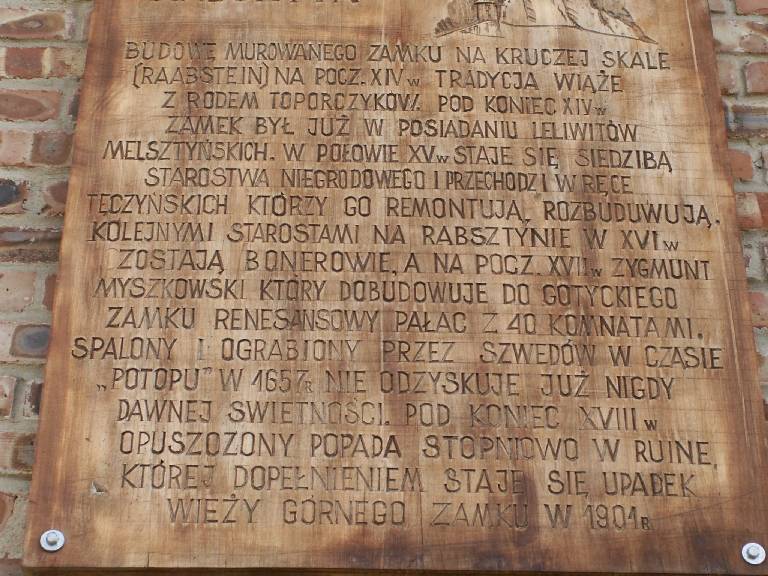 BUDOWĘ MUROWANEGO ZAMKU NA KRUCZEJ SKALE
(RAABSTEIN) NA POCZ. XIV w TRADYCJA WIĄŻE
Z RODEM TOPORCZYKÓW. POD KONIEC XIV w
ZAMEK BYŁ JUŻ W POSIADANIU LELIWITÓW
MELSZTYŃSKICH. W POŁOWIE XV w STAJE SIĘ SIEDZIBĄ
STAROSTWA NIEGRODOWEGO I PRZECHODZI W RĘCE
TĘCZYŃSKICH KTÓRZY GO REMONTUJĄ, ROZBUDUWUJĄ.
KOLEJNYMI STAROSTAMI NA RABSZTYNIE W XVI w
ZOSTAJĄ BONEROWIE, A NA POCZ. XVII w ZYGMUNT
MYSZKOWSKI KTÓRY DOBUDOWUJE DO GOTYCKIEGO
ZAMKU RENESANSOWY PAŁAC Z 40 KOMNATAMI.
SPALONY I OGRABIONY PRZEZ SZWEDÓW W CZASIE
„POTOPU" W 1657 R NIE ODZYSKUJE JUŻ NIGDY
DAWNEJ ŚWIETNOŚCI. POD KONIEC XVIII w
OPUSZCZONY POPADA STOPNIOWO W RUINE,
KTÓREJ DOPEŁNIENIEM STAJE SIĘ UPADEK
WIEŻY GÓRNEGO ZAMKU W 1901 R